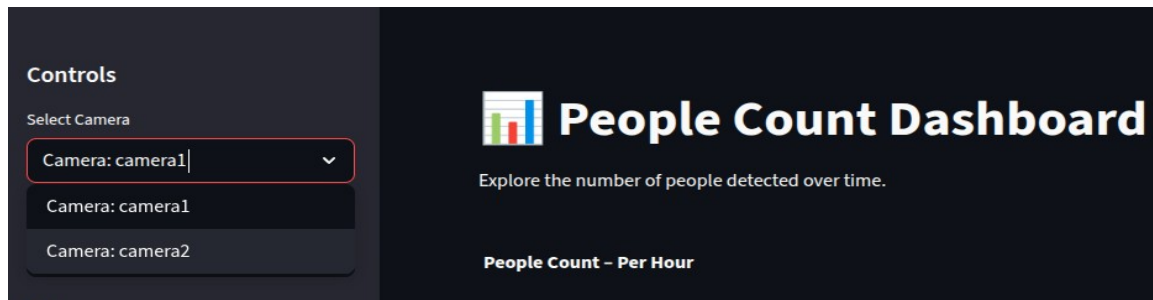 Controls
Select Camera
Camera: camera1
Camera: camera1
Camera: camera2
People Count Dashboard
Explore the number of people detected over time.
People Count – Per Hour